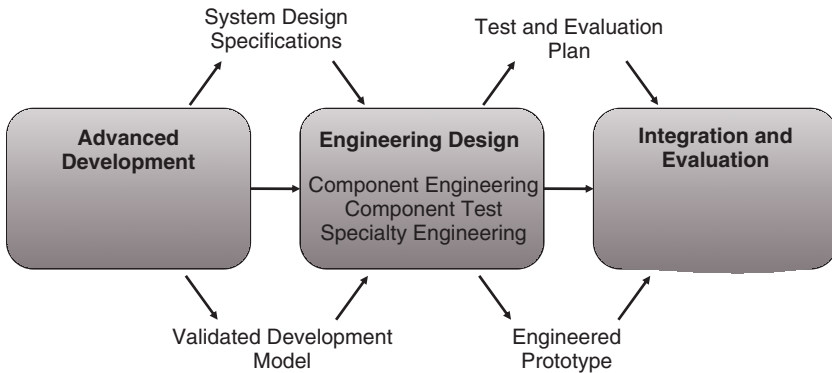 System Design
Specifications
Test and Evaluation
Plan
Advanced
Development
Engineering Design
Component Engineering
Component Test
Specialty Engineering
Integration and
Evaluation
Validated Development
Model
Engineered
Prototype